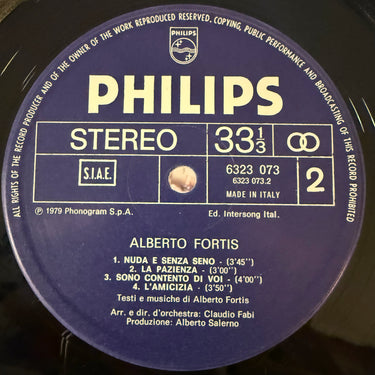 ALL RIGHTS OF THE RECORD PRODUCER AND OF THE OWNER OF THE WORK REPRODUCED RESERVED. COPYING, PUBLIC PERFORMANCE AND BROADCASTING OF THIS RECORD PROHIBITED
PHILIPS
PHILIPS
STEREO 33 1/3
S.I.A.E. 6323 073
6323 073.2
MADE IN ITALY 2
℗ 1979 Phonogram S.p.A. Ed. Intersong Ital.
ALBERTO FORTIS
1. NUDA E SENZA SENO - (3'45")
2. LA PAZIENZA - (3'00")
3. SONO CONTENTO DI VOI - (4'00")
4. L'AMICIZIA - (3'50")
Testi e musiche di Alberto Fortis
Arr. e dir. d'orchestra: Claudio Fabi
Produzione: Alberto Salerno